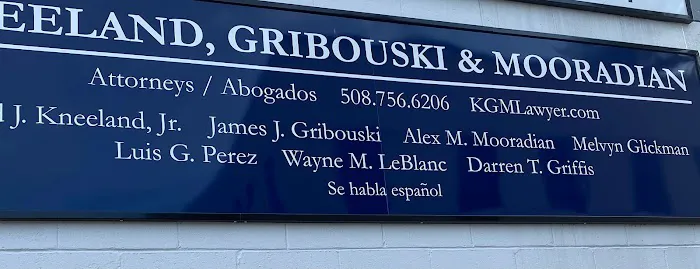 EELAND, GRIBOUSKI & MOORADIAN
Attorneys / Abogados 508.756.6206 KGMLawyer.com
l J. Kneeland, Jr. James J. Gribouski Alex M. Mooradian Melvyn Glickman
Luis G. Perez Wayne M. LeBlanc Darren T. Griffis
Se habla español